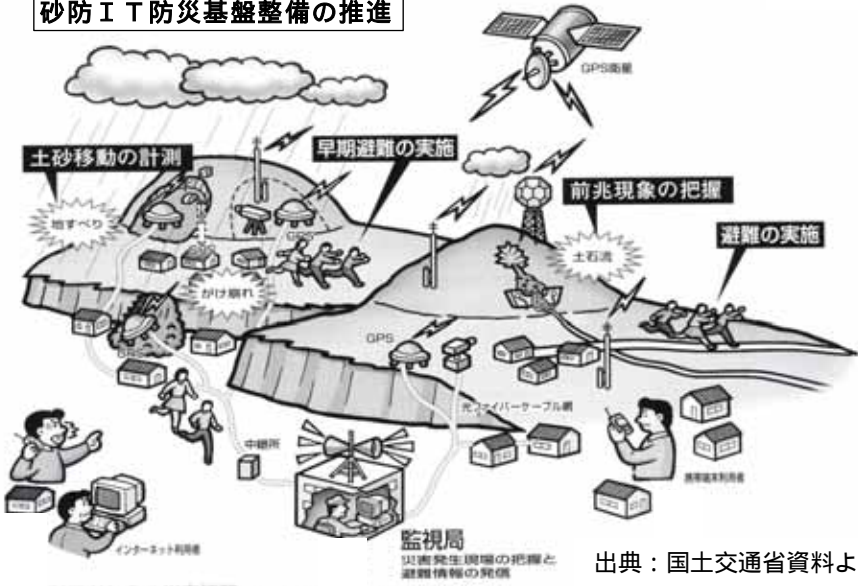 砂防ＩＴ防災基盤整備の推進
GPS衛星
土砂移動の計測
早期避難の実施
前兆現象の把握
避難の実施
地すべり
GPS
土石流
がけ崩れ
GPS
GPS
光ファイバーケーブル網
中継所
携帯端末利用者
インターネット利用者
監視局
災害発生現場の把握と
避難情報の発信
出典：国土交通省資料よ